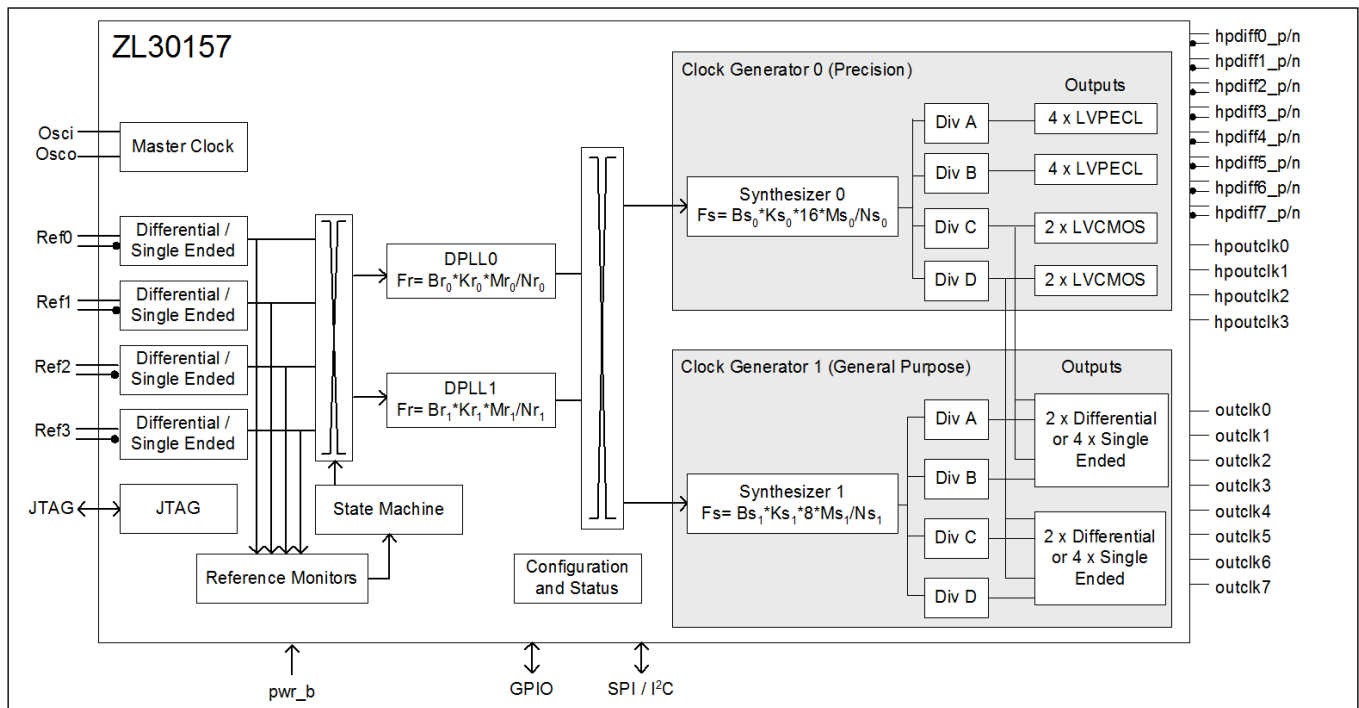 ZL30157
Osci
Osco
Master Clock
Ref0
Differential /
Single Ended
Ref1
Differential /
Single Ended
Ref2
Differential /
Single Ended
Ref3
Differential /
Single Ended
JTAG
JTAG
State Machine
Reference Monitors
DPLL0
Fr= Br₀*Kr₀*Mr₀/Nr₀
DPLL1
Fr= Br₁*Kr₁*Mr₁/Nr₁
Configuration
and Status
Clock Generator 0 (Precision)
Outputs
Synthesizer 0
Fs= Bs₀*Ks₀*16*Ms₀/Ns₀
Div A
4 x LVPECL
Div B
4 x LVPECL
Div C
2 x LVCMOS
Div D
2 x LVCMOS
Clock Generator 1 (General Purpose)
Outputs
Synthesizer 1
Fs= Bs₁*Ks₁*8*Ms₁/Ns₁
Div A
Div B
Div C
Div D
2 x Differential
or 4 x Single
Ended
2 x Differential
or 4 x Single
Ended
hpdiff0_p/n
hpdiff1_p/n
hpdiff2_p/n
hpdiff3_p/n
hpdiff4_p/n
hpdiff5_p/n
hpdiff6_p/n
hpdiff7_p/n
hpoutclk0
hpoutclk1
hpoutclk2
hpoutclk3
outclk0
outclk1
outclk2
outclk3
outclk4
outclk5
outclk6
outclk7
pwr_b
GPIO
SPI / I²C